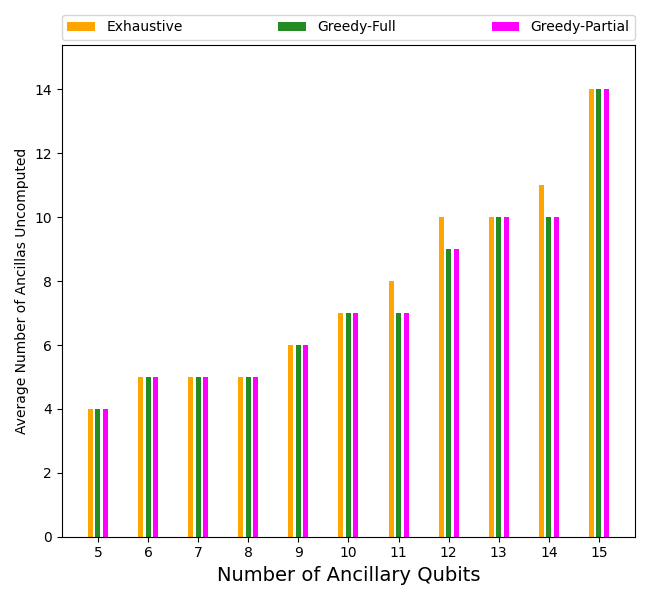 Exhaustive Greedy-Full Greedy-Partial
Average Number of Ancillas Uncomputed
14
12
10
8
6
4
2
0
5 6 7 8 9 10 11 12 13 14 15
Number of Ancillary Qubits